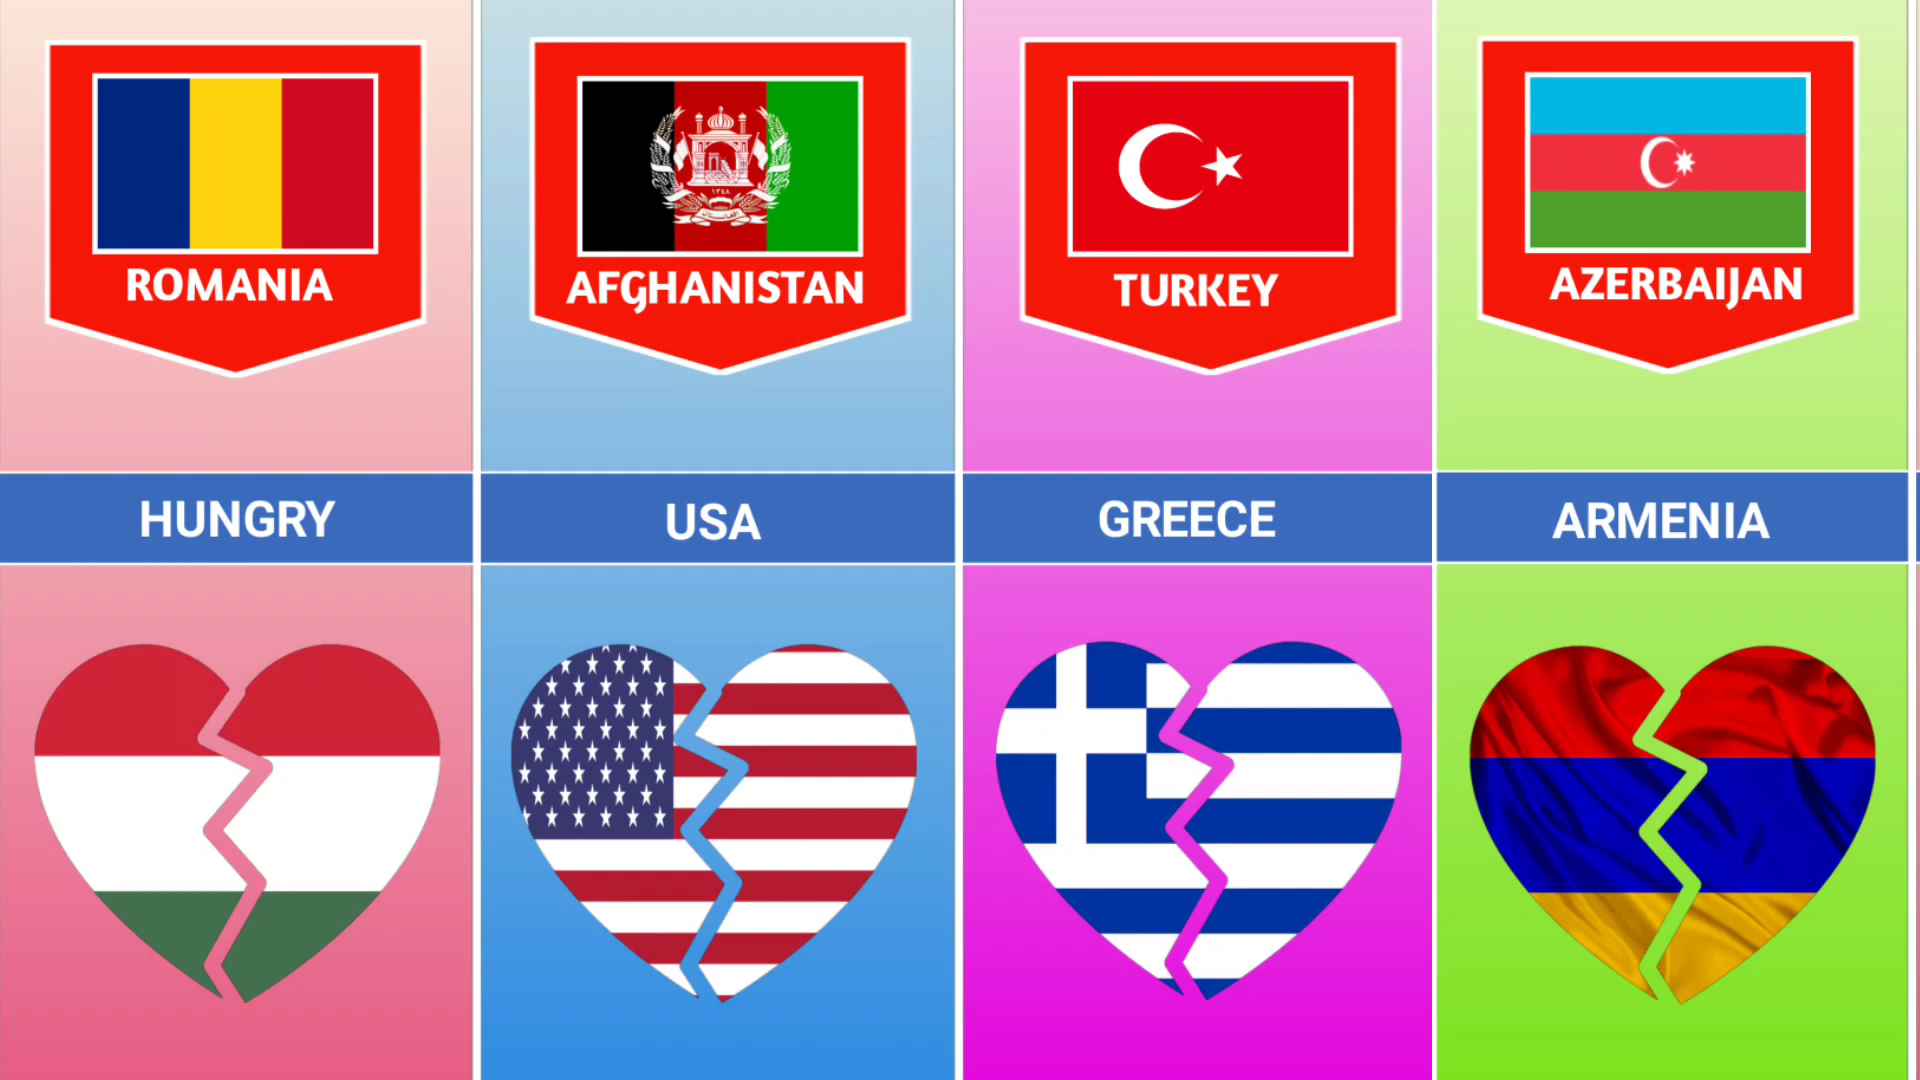 ROMANIA
AFGHANISTAN
TURKEY
AZERBAIJAN
HUNGRY
USA
GREECE
ARMENIA